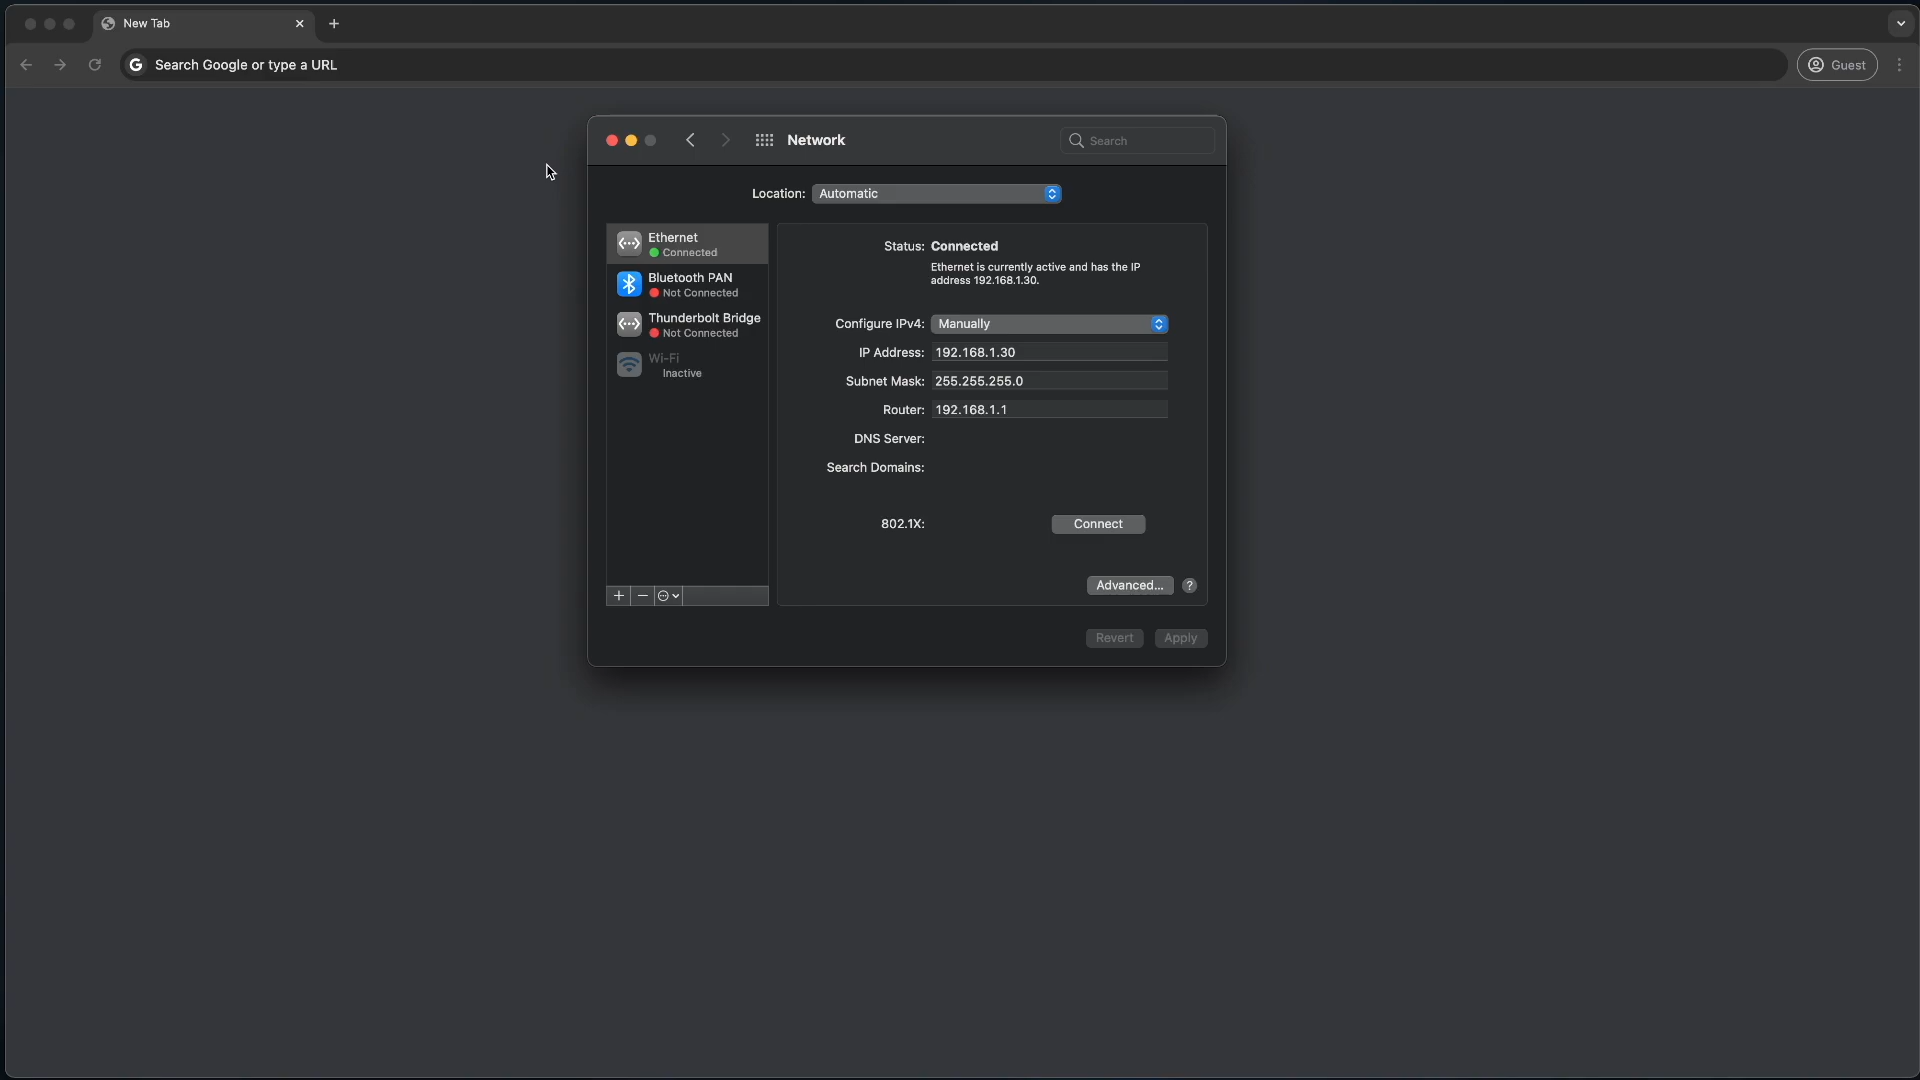 New Tab
Search Google or type a URL
Guest
Network
Search
Location: Automatic
Ethernet
Connected
Bluetooth PAN
Not Connected
Thunderbolt Bridge
Not Connected
Wi-Fi
Inactive
Status: Connected
Ethernet is currently active and has the IP
address 192.168.1.30.
Configure IPv4: Manually
IP Address: 192.168.1.30
Subnet Mask: 255.255.255.0
Router: 192.168.1.1
DNS Server:
Search Domains:
802.1X: Connect
Advanced... ?
Revert Apply